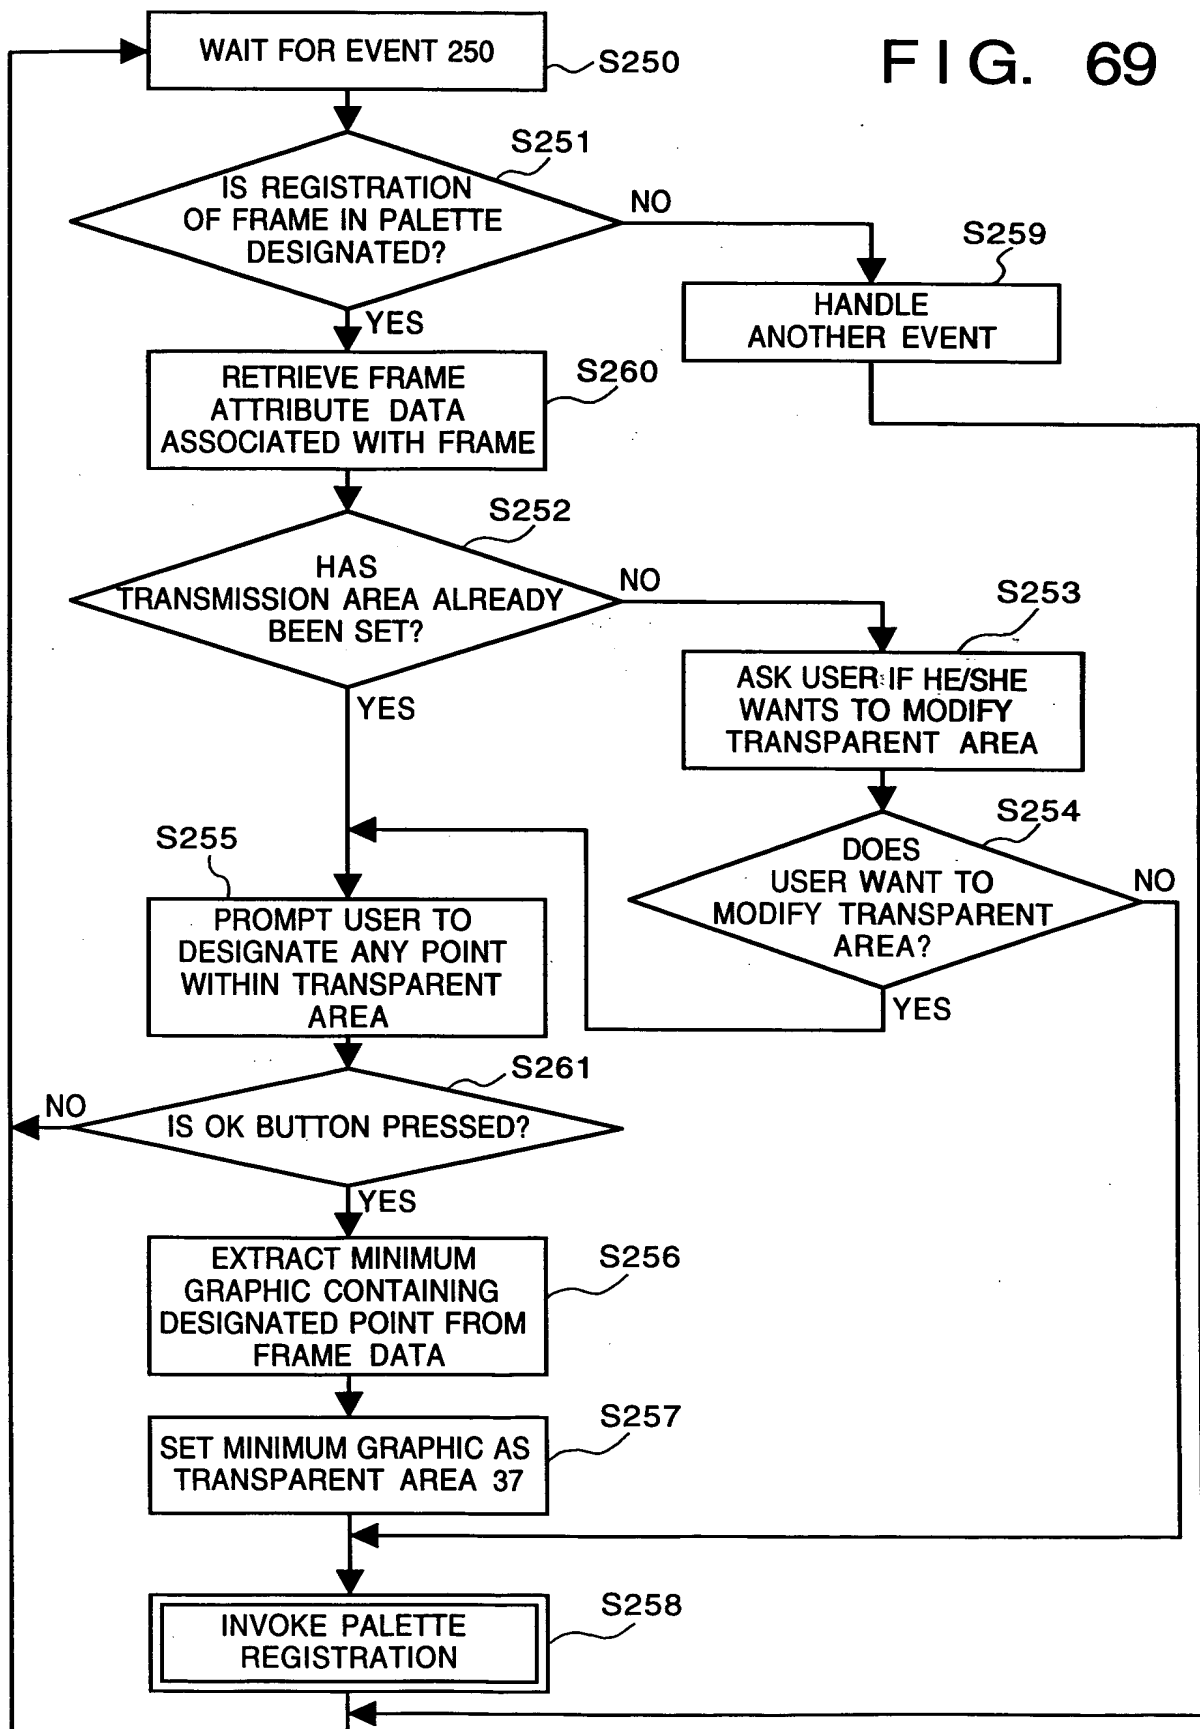 FIG. 69
WAIT FOR EVENT 250
S250
S251
IS REGISTRATION
OF FRAME IN PALETTE
DESIGNATED?
NO
S259
HANDLE
ANOTHER EVENT
YES
RETRIEVE FRAME
ATTRIBUTE DATA
ASSOCIATED WITH FRAME
S260
S252
HAS
TRANSMISSION AREA ALREADY
BEEN SET?
NO
S253
ASK USER IF HE/SHE
WANTS TO MODIFY
TRANSPARENT AREA
YES
S254
DOES
USER WANT TO
MODIFY TRANSPARENT
AREA?
NO
YES
S255
PROMPT USER TO
DESIGNATE ANY POINT
WITHIN TRANSPARENT
AREA
S261
NO
IS OK BUTTON PRESSED?
YES
EXTRACT MINIMUM
GRAPHIC CONTAINING
DESIGNATED POINT FROM
FRAME DATA
S256
S257
SET MINIMUM GRAPHIC AS
TRANSPARENT AREA 37
S258
INVOKE PALETTE
REGISTRATION